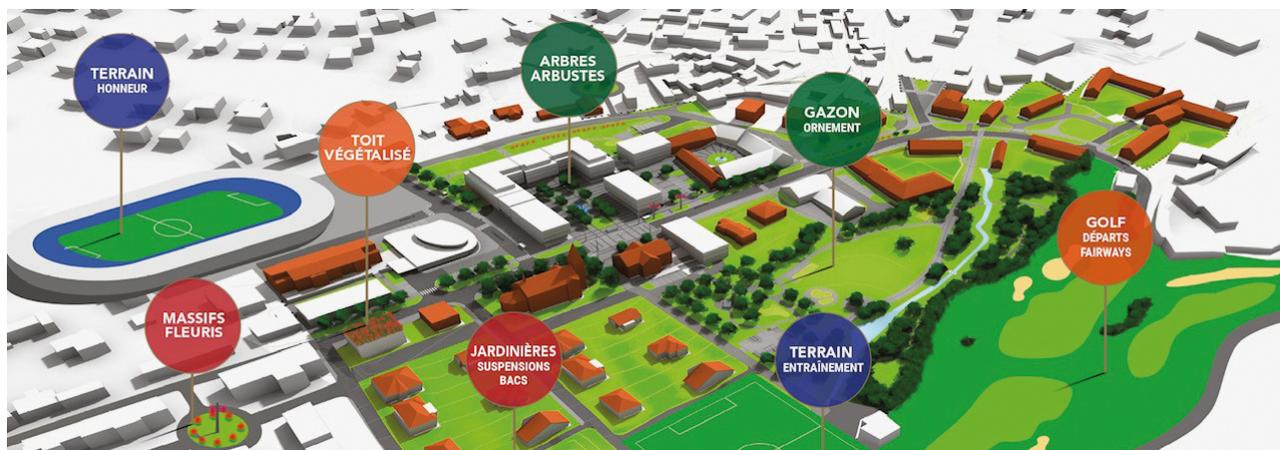 TERRAIN
HONNEUR
TOIT
VÉGÉTALISÉ
ARBRES
ARBUSTES
GAZON
ORNEMENT
GOLF
DÉPARTS
FAIRWAYS
MASSIFS
FLEURIS
JARDINIÈRES
SUSPENSIONS
BACS
TERRAIN
ENTRAÎNEMENT